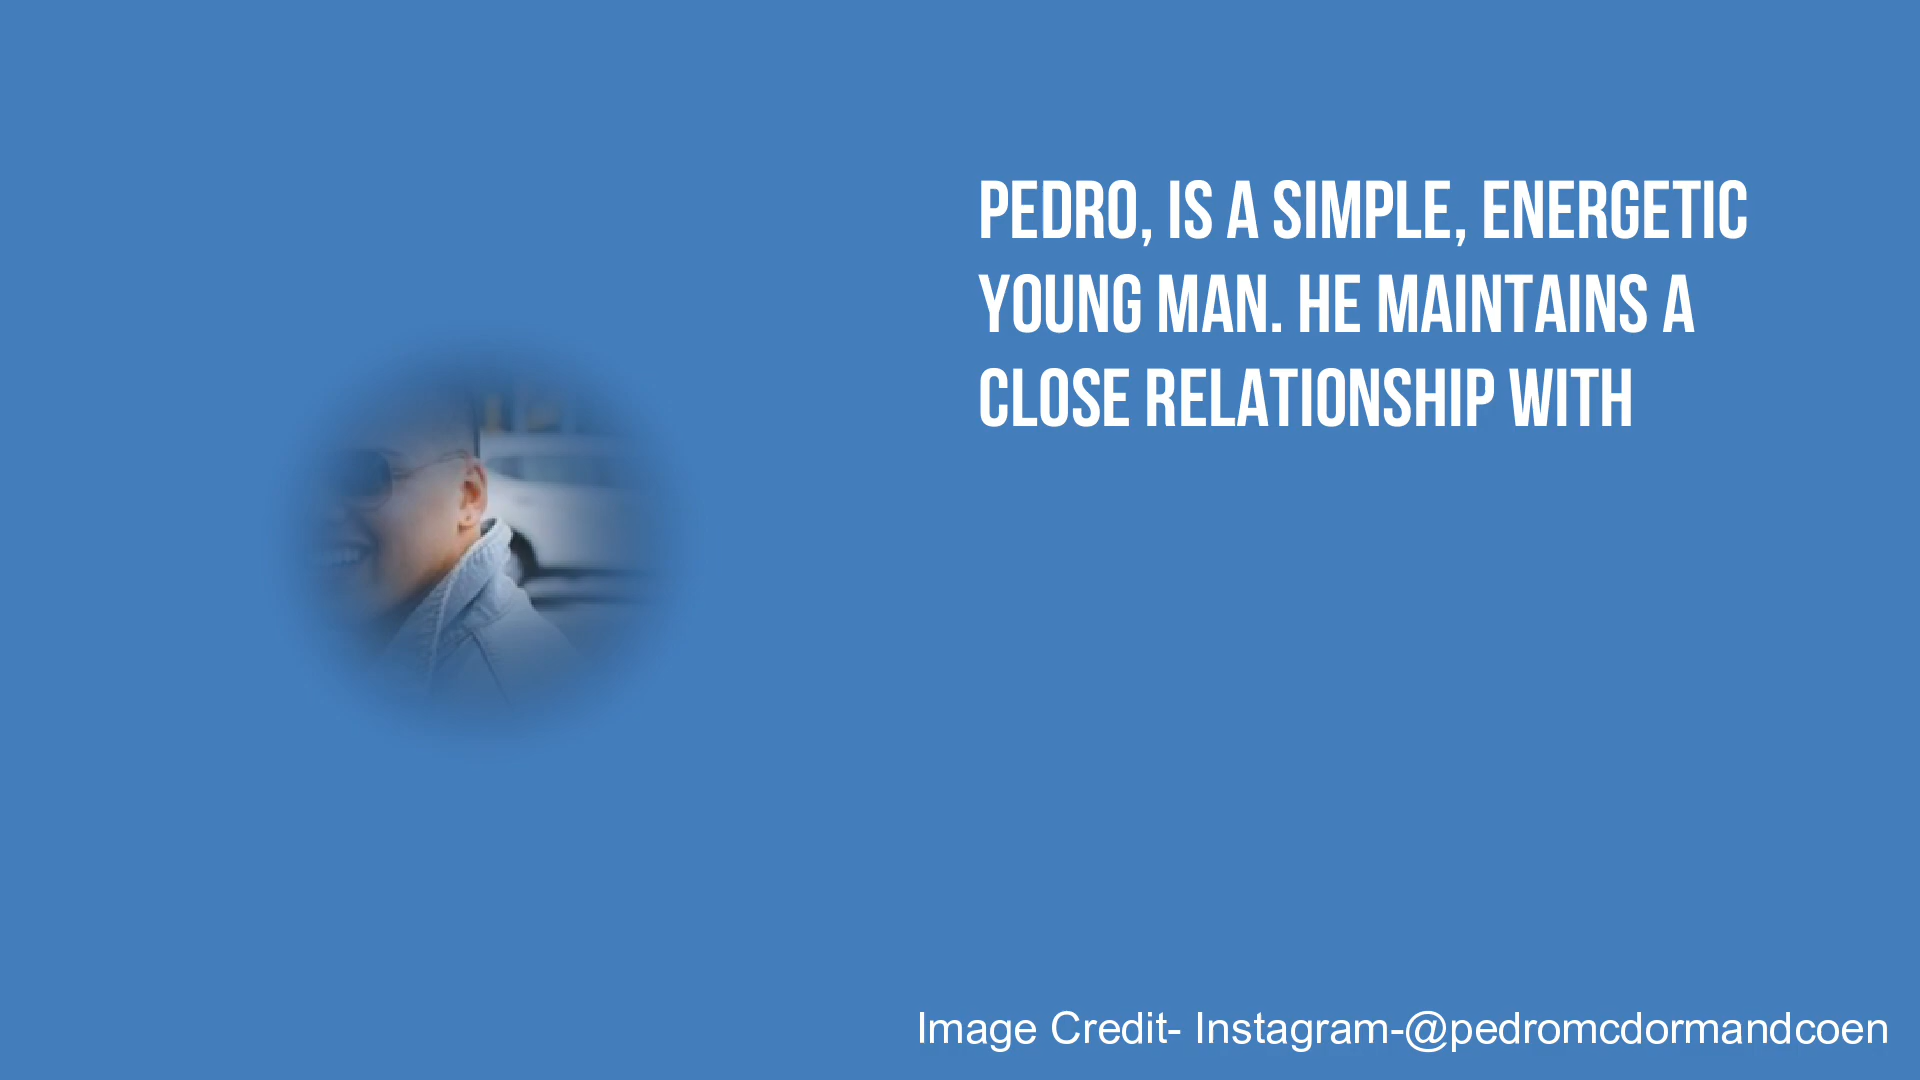 PEDRO, IS A SIMPLE, ENERGETIC
YOUNG MAN. HE MAINTAINS A
CLOSE RELATIONSHIP WITH
Image Credit- Instagram-@pedromcdormandcoen